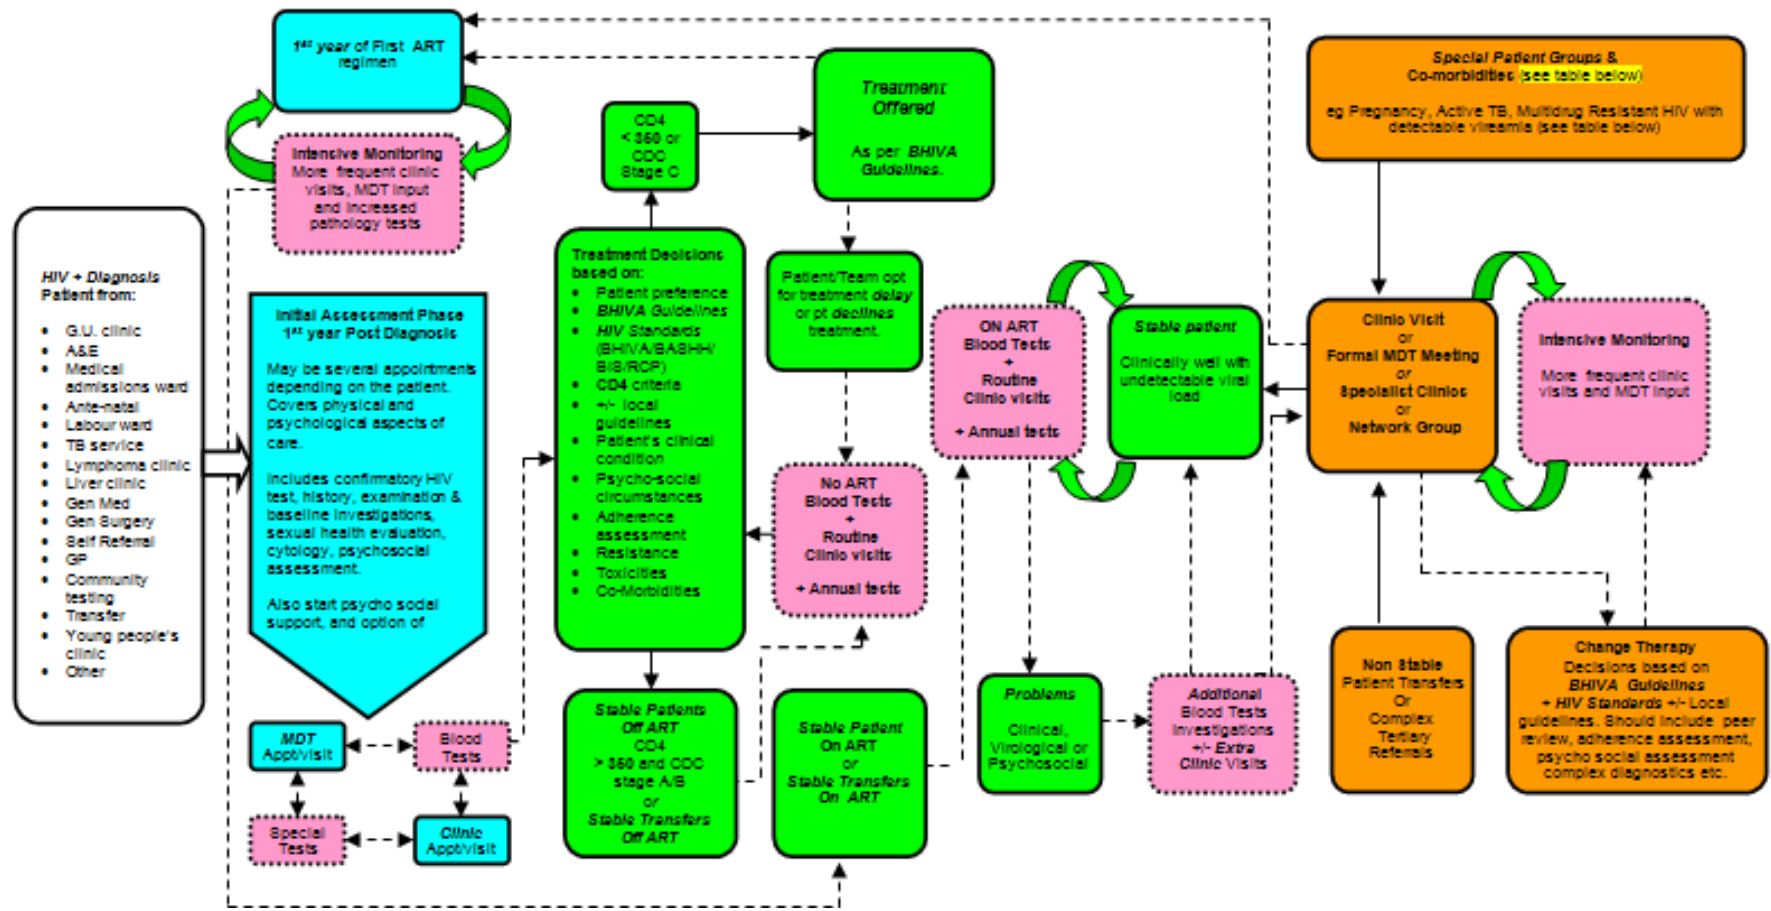 1st year of First ART
regimen
Intensive Monitoring
More frequent clinic
visits, MDT input
and increased
pathology tests
HIV + Diagnosis
Patient from:
• G.U. clinic
• A&E
• Medical
admissions ward
• Ante-natal
• Labour ward
• TB service
• Lymphoma clinic
• Liver clinic
• Gen Med
• Gen Surgery
• Self Referral
• GP
• Community
testing
• Transfer
• Young people's
clinic
• Other
Initial Assessment Phase
1st year Post Diagnosis
May be several appointments
depending on the patient.
Covers physical and
psychological aspects of
care.
Includes confirmatory HIV
test, history, examination &
baseline investigations,
sexual health evaluation,
cytology, psychosocial
assessment.
Also start psycho social
support, and option of
MDT
Appt/visit
Blood
Tests
Special
Tests
Clinic
Appt/visit
CD4
< 350 or
CDC
Stage C
Treatment
Offered
As per BHIVA
Guidelines.
Treatment Decisions
based on:
• Patient preference
• BHIVA Guidelines
• HIV Standards
(BHIVA/BASHH/
BIS/RCP)
• CD4 criteria
• +/- local
guidelines
• Patient's clinical
condition
• Psycho-social
circumstances
• Adherence
assessment
• Resistance
• Toxicities
• Co-Morbidities
Patient/Team opt
for treatment delay
or pt declines
treatment.
No ART
Blood Tests
+
Routine
Clinic visits
+ Annual tests
Stable Patients
Off ART
CD4
> 350 and CDC
stage A/B
or
Stable Transfers
Off ART
Stable Patient
On ART
or
Stable Transfers
On ART
ON ART
Blood Tests
+
Routine
Clinic visits
+ Annual tests
Stable patient
Clinically well with
undetectable viral
load
Problems
Clinical,
Virological or
Psychosocial
Additional
Blood Tests
Investigations
+/- Extra
Clinic Visits
Special Patient Groups &
Co-morbidities (see table below)
eg Pregnancy, Active TB, Multidrug Resistant HIV with
detectable viraemia (see table below)
Clinic Visit
or
Formal MDT Meeting
or
Specialist Clinics
or
Network Group
Intensive Monitoring
More frequent clinic
visits and MDT input
Non Stable
Patient Transfers
Or
Complex
Tertiary
Referrals
Change Therapy
Decisions based on
BHIVA Guidelines
+ HIV Standards +/- Local
guidelines. Should include peer
review, adherence assessment,
psycho social assessment
complex diagnostics etc.